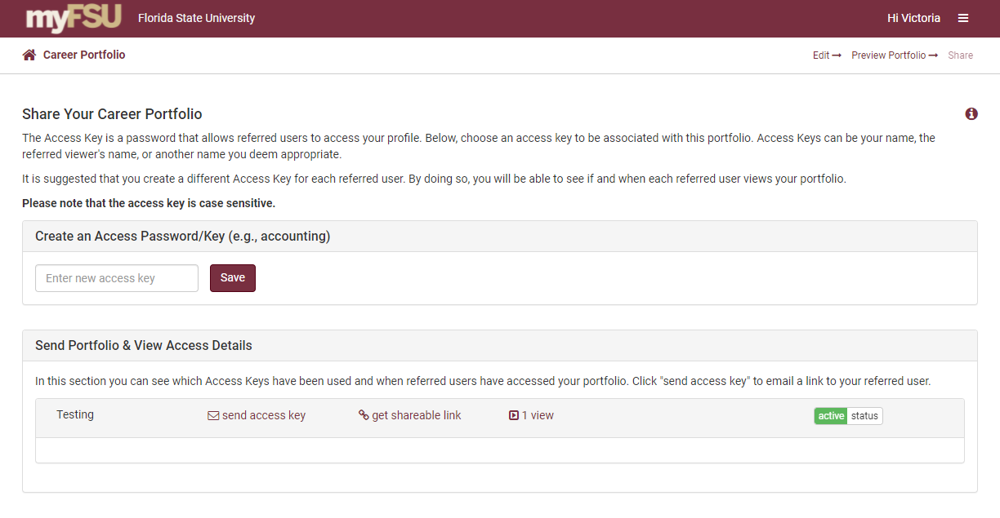 myFSU Florida State University Hi Victoria
Career Portfolio Edit Preview Portfolio Share
Share Your Career Portfolio
The Access Key is a password that allows referred users to access your profile. Below, choose an access key to be associated with this portfolio. Access Keys can be your name, the
referred viewer's name, or another name you deem appropriate.
It is suggested that you create a different Access Key for each referred user. By doing so, you will be able to see if and when each referred user views your portfolio.
Please note that the access key is case sensitive.
Create an Access Password/Key (e.g., accounting)
Enter new access key Save
Send Portfolio & View Access Details
In this section you can see which Access Keys have been used and when referred users have accessed your portfolio. Click "send access key" to email a link to your referred user.
Testing send access key get shareable link 1 view active status